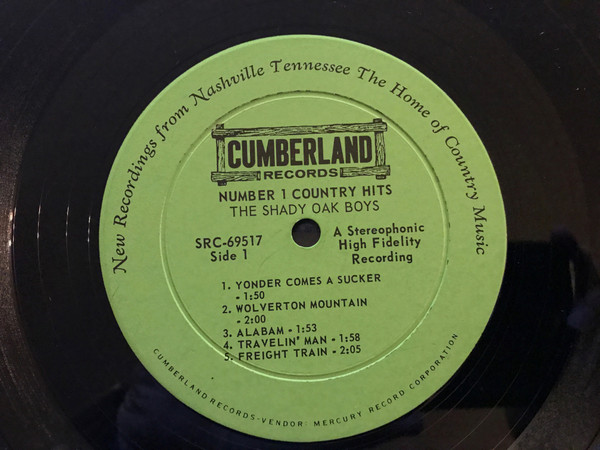 New Recordings from Nashville Tennessee The Home of Country Music
CUMBERLAND
RECORDS
NUMBER 1 COUNTRY HITS
THE SHADY OAK BOYS
SRC-69517
Side 1
A Stereophonic
High Fidelity
Recording
1. YONDER COMES A SUCKER
- 1:50
2. WOLVERTON MOUNTAIN
- 2:00
3. ALABAM - 1:53
4. TRAVELIN' MAN - 1:58
5. FREIGHT TRAIN - 2:05
CUMBERLAND RECORDS-VENDOR: MERCURY RECORD CORPORATION